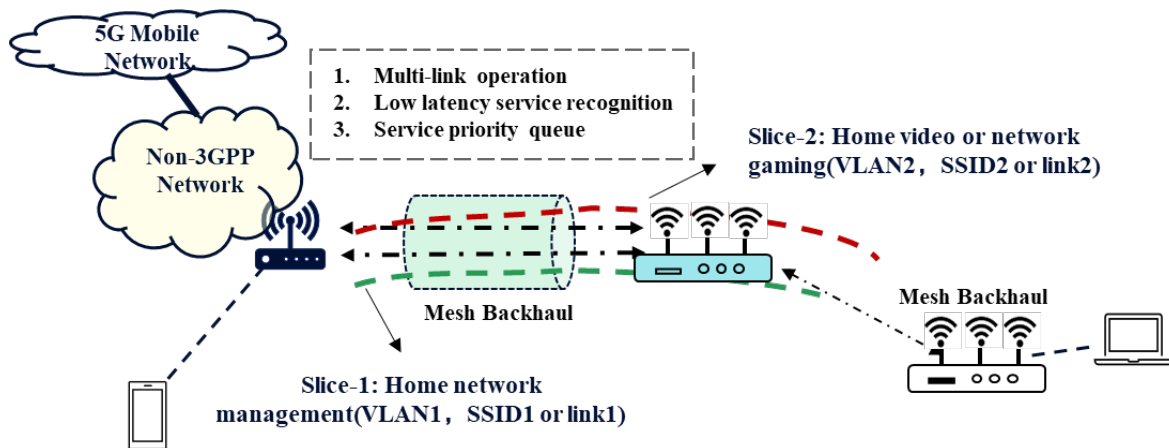 5G Mobile
Network
Non-3GPP
Network
1. Multi-link operation
2. Low latency service recognition
3. Service priority queue
Slice-2: Home video or network
gaming(VLAN2，SSID2 or link2)
Mesh Backhaul
Mesh Backhaul
Slice-1: Home network
management(VLAN1，SSID1 or link1)